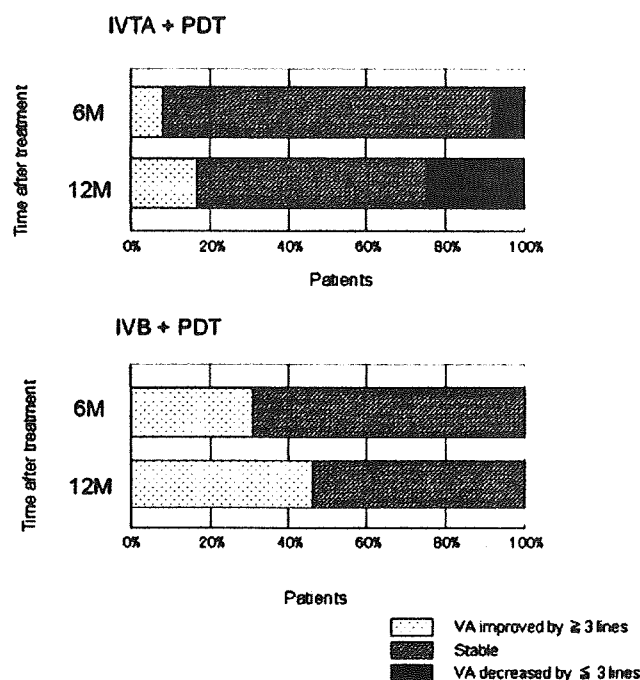 IVTA + PDT
Time after treatment
6M
12M
0% 20% 40% 60% 80% 100%
Patients
IVB + PDT
Time after treatment
6M
12M
0% 20% 40% 60% 80% 100%
Patients
VA improved by ≧ 3 lines
Stable
VA decreased by ≦ 3 lines